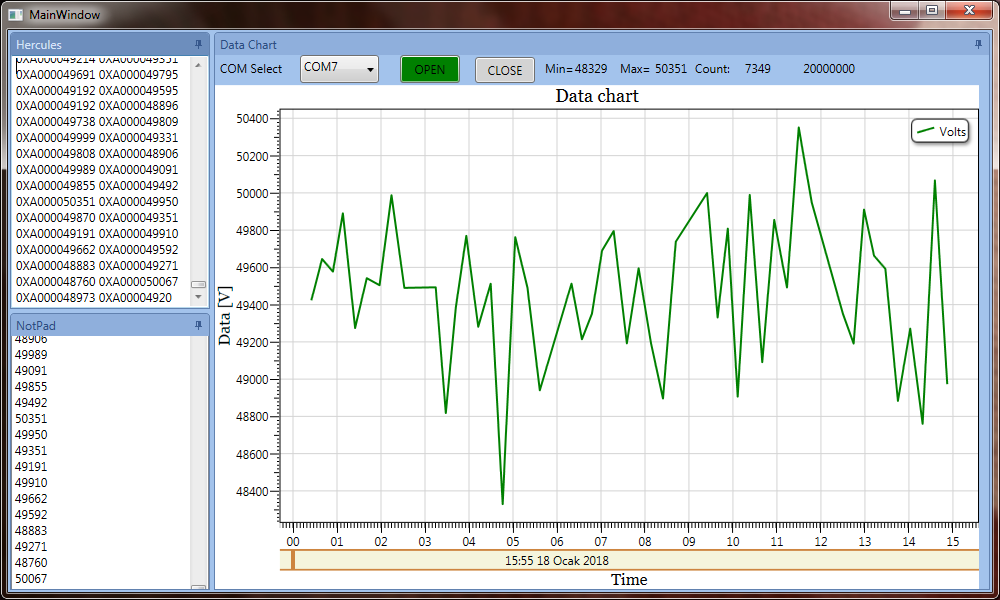 MainWindow
Hercules
0XA000049214 0XA000049351
0XA000049691 0XA000049795
0XA000049192 0XA000049595
0XA000049192 0XA000048896
0XA000049738 0XA000049809
0XA000049999 0XA000049331
0XA000049808 0XA000048906
0XA000049989 0XA000049091
0XA000049855 0XA000049492
0XA000050351 0XA000049950
0XA000049870 0XA000049351
0XA000049191 0XA000049910
0XA000049662 0XA000049592
0XA000048883 0XA000049271
0XA000048760 0XA000050067
0XA000048973 0XA00004920
NotPad
48906
49989
49091
49855
49492
50351
49950
49351
49191
49910
49662
49592
48883
49271
48760
50067
Data Chart
COM Select COM7 OPEN CLOSE Min= 48329 Max= 50351 Count: 7349 20000000
Data chart
Volts
Data [V]
50400
50200
50000
49800
49600
49400
49200
49000
48800
48600
48400
00 01 02 03 04 05 06 07 08 09 10 11 12 13 14 15
15:55 18 Ocak 2018
Time